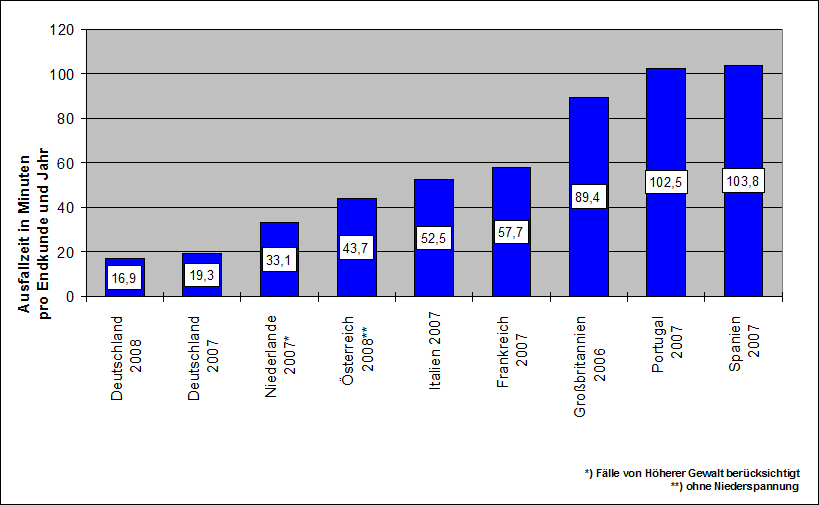 Ausfallzeit in Minuten
pro Endkunde und Jahr
120
100
80
60
40
20
0
16,9
19,3
33,1
43,7
52,5
57,7
89,4
102,5
103,8
Deutschland
2008
Deutschland
2007
Niederlande
2007*
Österreich
2008**
Italien 2007
Frankreich
2007
Großbritannien
2006
Portugal
2007
Spanien
2007
*) Fälle von Höherer Gewalt berücksichtigt
**) ohne Niederspannung